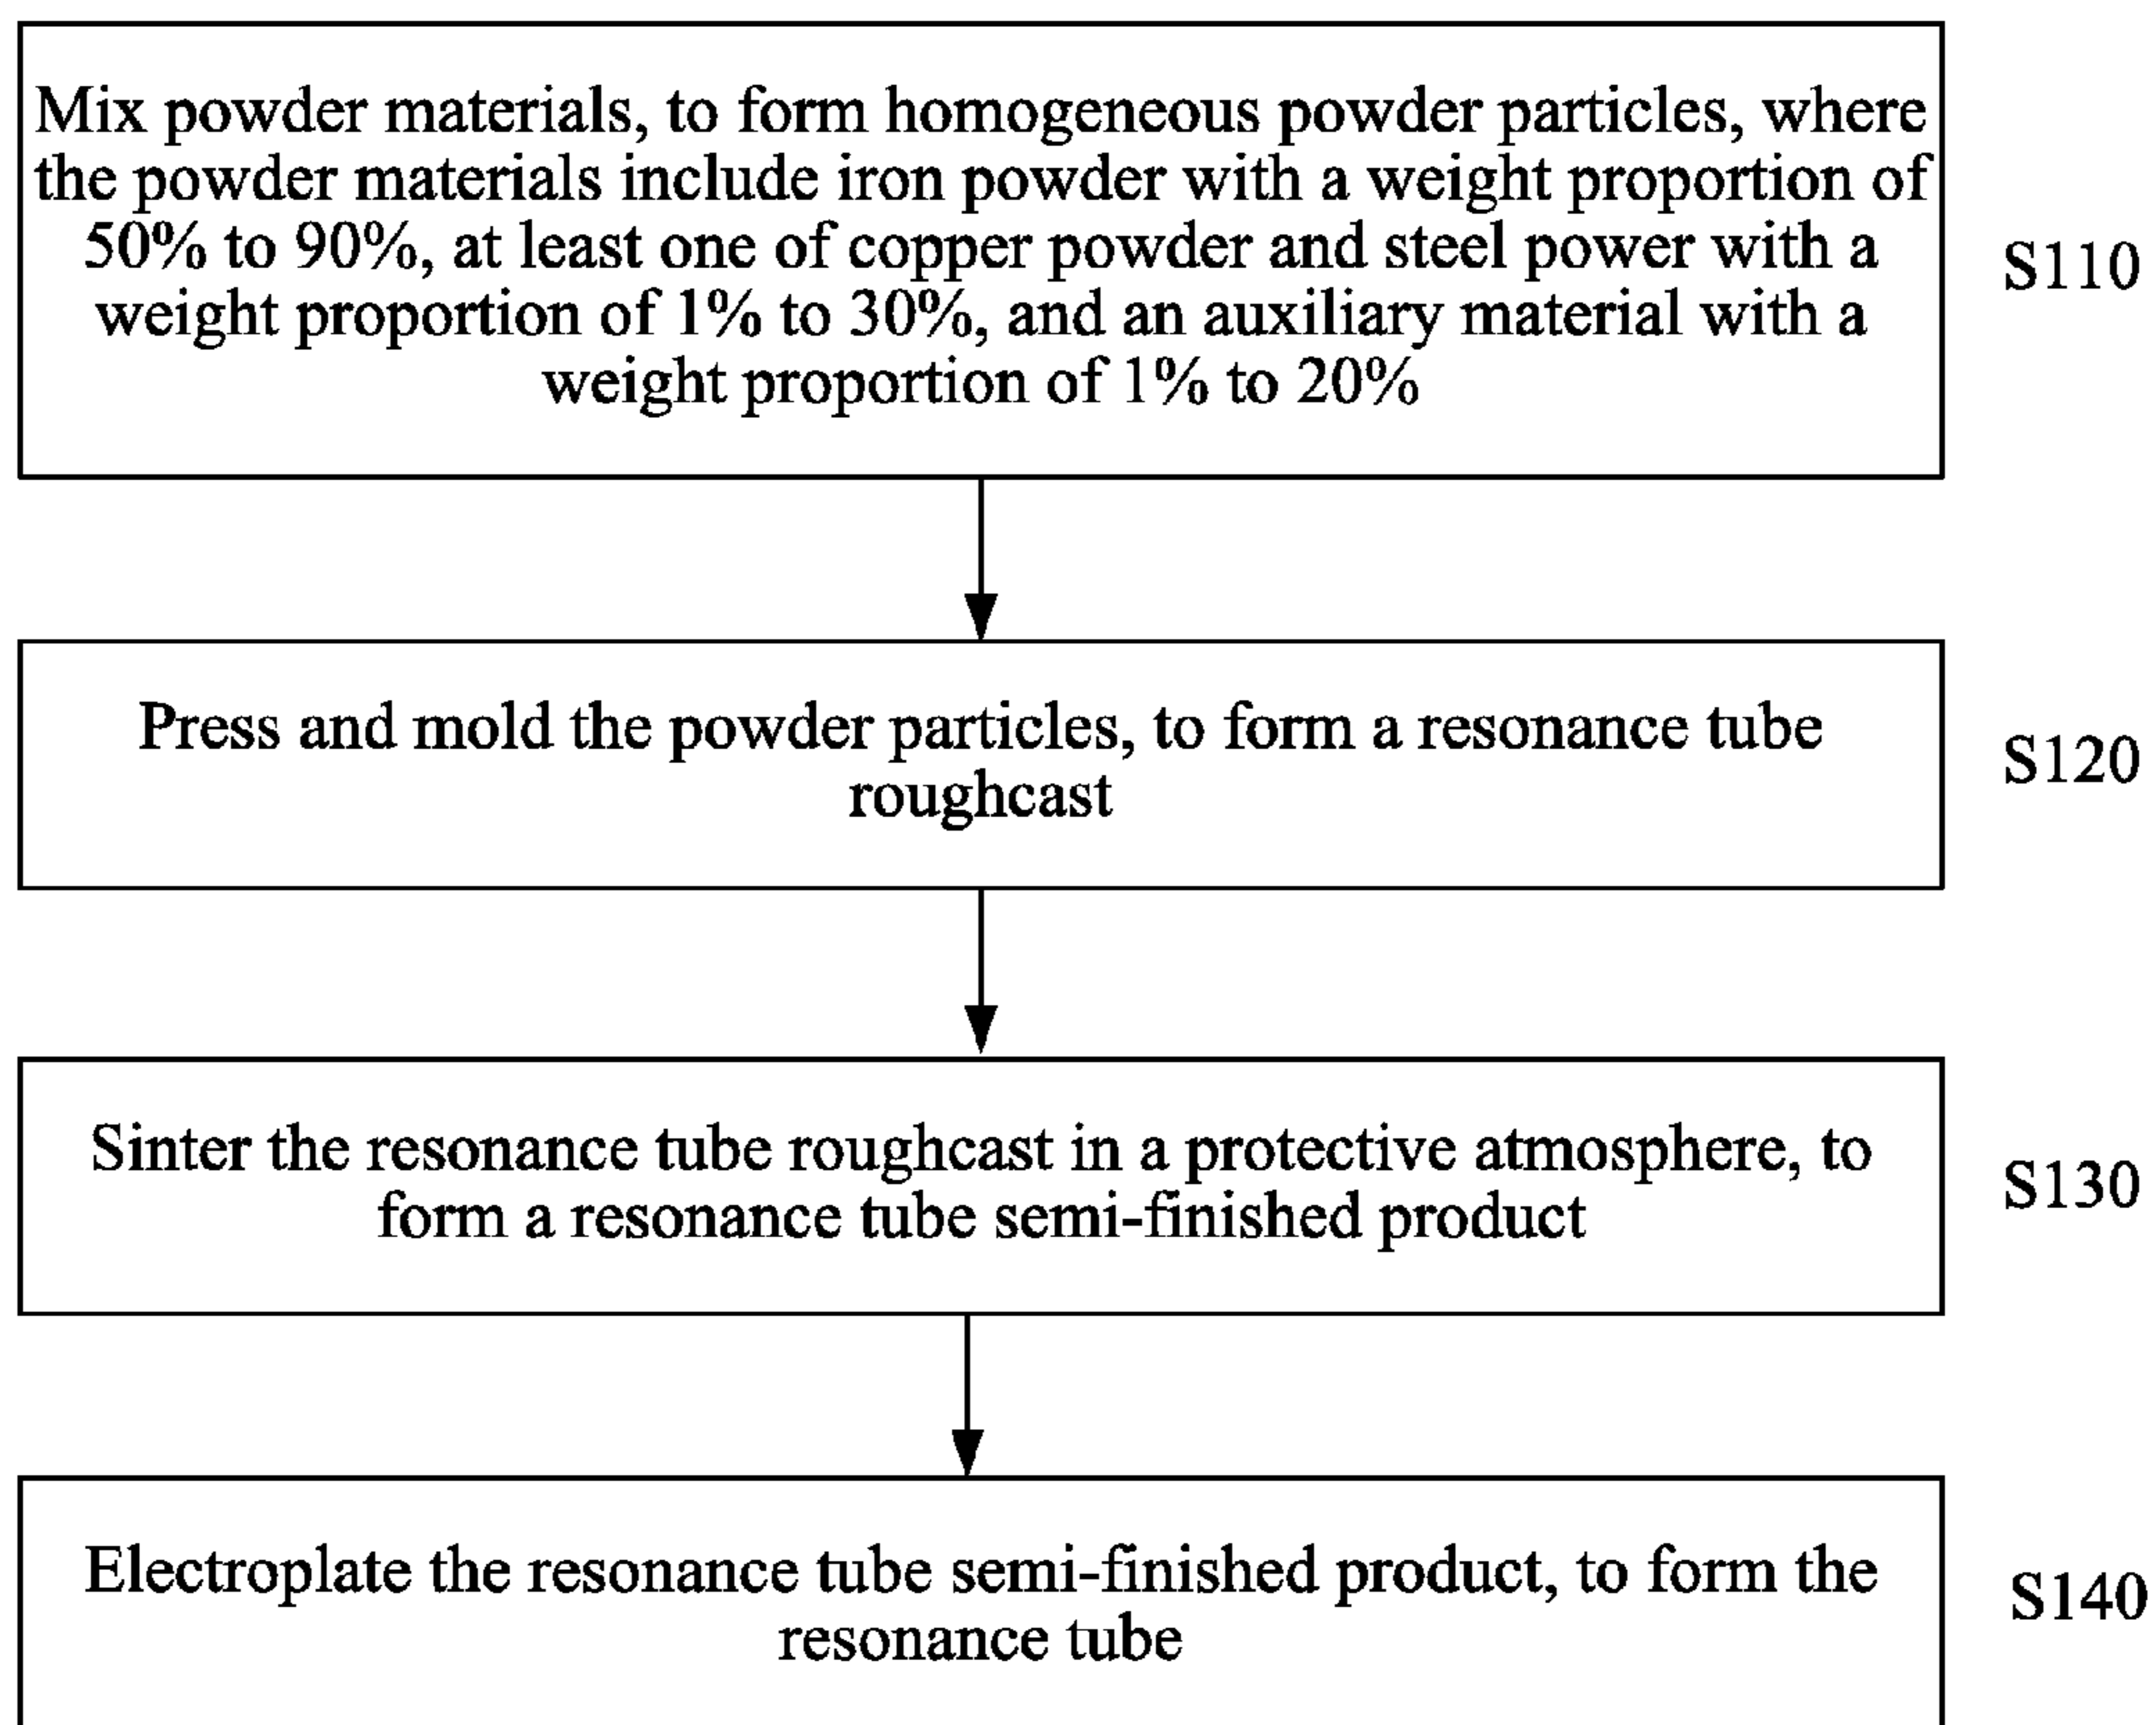 Mix powder materials, to form homogeneous powder particles, where
the powder materials include iron powder with a weight proportion of
50% to 90%, at least one of copper powder and steel power with a
weight proportion of 1% to 30%, and an auxiliary material with a
weight proportion of 1% to 20%
S110
Press and mold the powder particles, to form a resonance tube
roughcast
S120
Sinter the resonance tube roughcast in a protective atmosphere, to
form a resonance tube semi-finished product
S130
Electroplate the resonance tube semi-finished product, to form the
resonance tube
S140